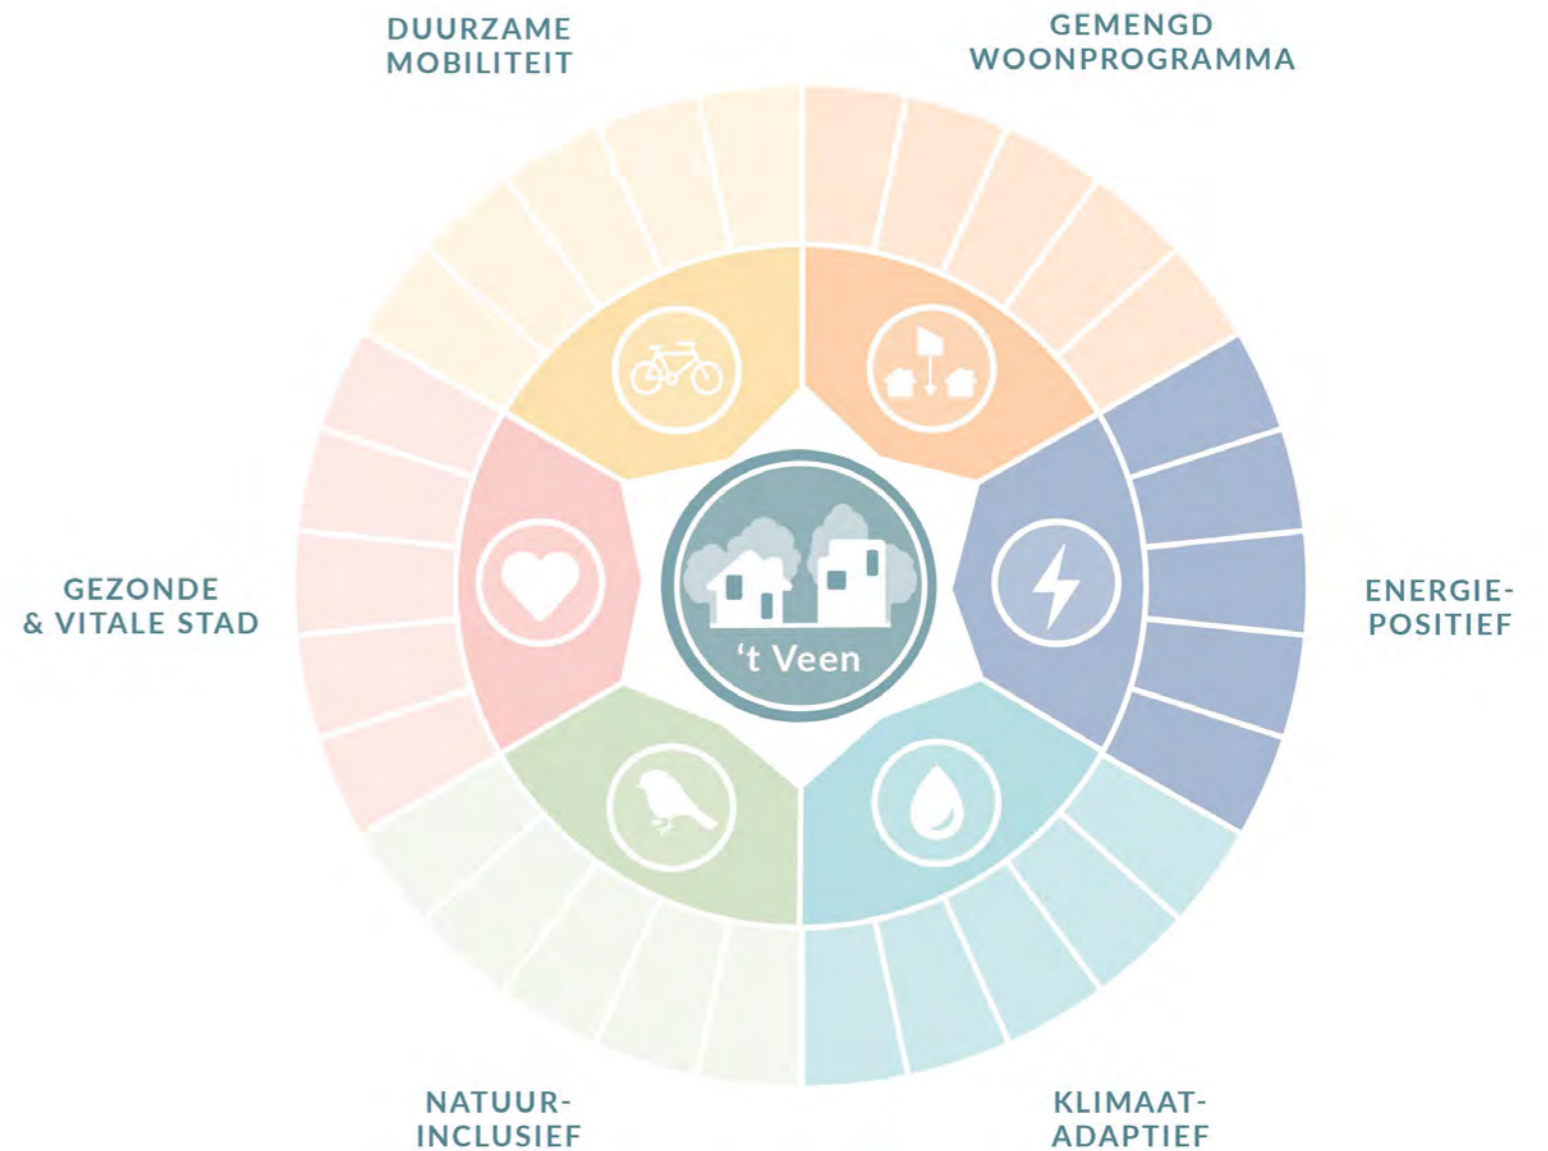 DUURZAME
MOBILITEIT
GEMENGD
WOONPROGRAMMA
GEZONDE
& VITALE STAD
ENERGIE-
POSITIEF
‘t Veen
NATUUR-
INCLUSIEF
KLIMAAT-
ADAPTIEF